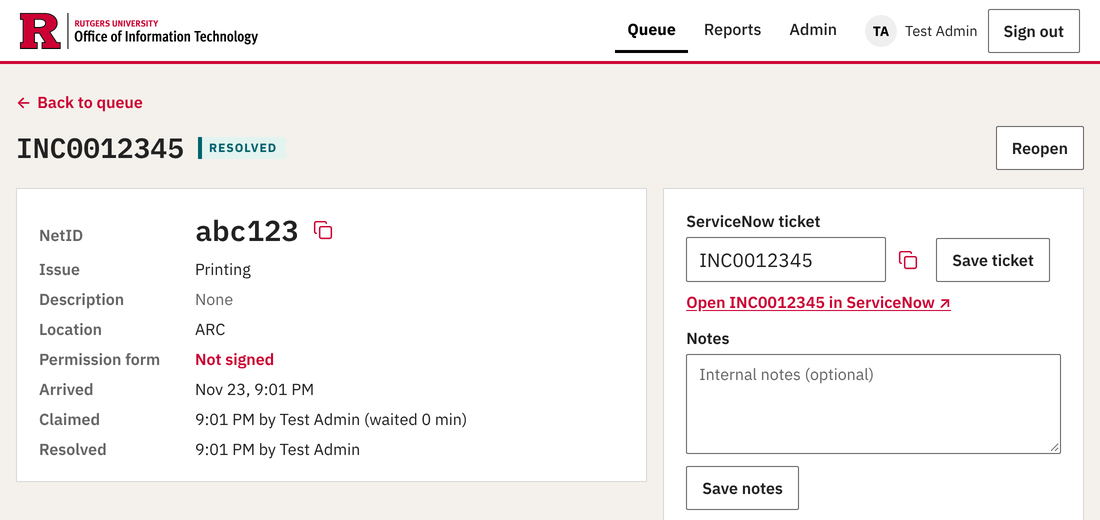 R RUTGERS UNIVERSITY
Office of Information Technology
Queue Reports Admin TA Test Admin Sign out
← Back to queue
INC0012345 RESOLVED Reopen
NetID abc123
Issue Printing
Description None
Location ARC
Permission form Not signed
Arrived Nov 23, 9:01 PM
Claimed 9:01 PM by Test Admin (waited 0 min)
Resolved 9:01 PM by Test Admin
ServiceNow ticket
INC0012345 Save ticket
Open INC0012345 in ServiceNow ↗
Notes
Internal notes (optional)
Save notes